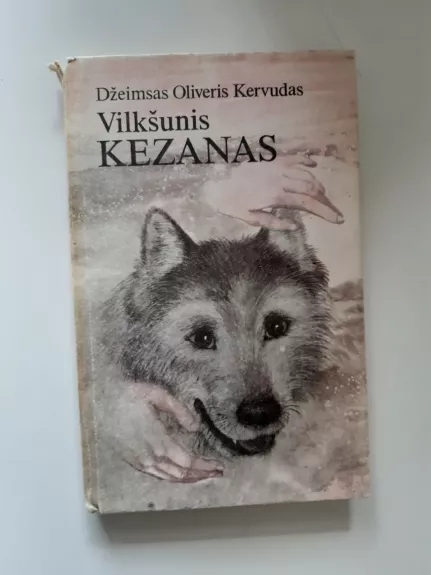 Džeimsas Oliveris Kervudas
Vilkšunis
KEZANAS